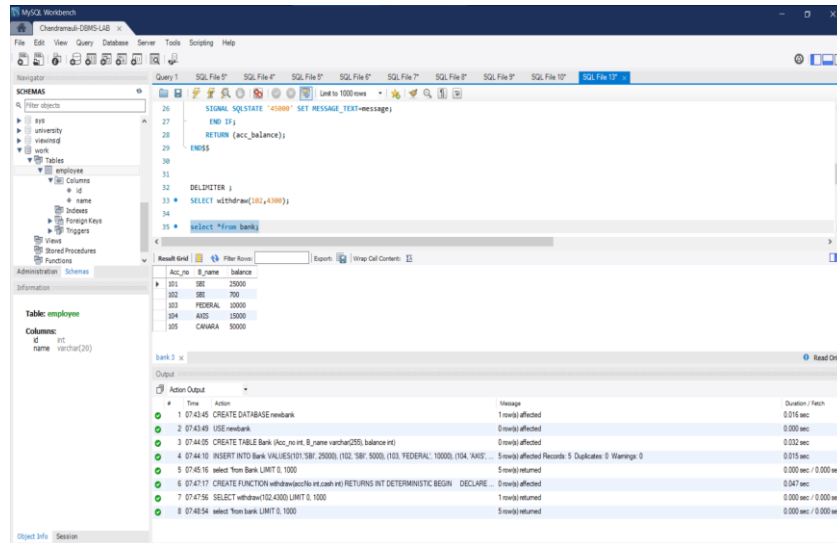 MySQL Workbench
Chandramauli-DBMS-LAB ×
File Edit View Query Database Server Tools Scripting Help
Navigator
SCHEMAS
Filter objects
sys
university
viewinsql
work
Tables
employee
Columns
id
name
Indexes
Foreign Keys
Triggers
Views
Stored Procedures
Functions
Administration Schemas
Information
Table: employee
Columns:
id int
name varchar(20)
Object Info Session
Query 1 SQL File 5* SQL File 4* SQL File 5* SQL File 6* SQL File 7* SQL File 8* SQL File 9* SQL File 10* SQL File 13* ×
Limit to 1000 rows
26 SIGNAL SQLSTATE '45000' SET MESSAGE_TEXT=message;
27 END IF;
28 RETURN (acc_balance);
29 END$$
30
31
32 DELIMITER ;
33 SELECT withdraw(102,4300);
34
35 select *from bank;
Result Grid Filter Rows: Export: Wrap Cell Content:
Acc_no B_name balance
101 SBI 25000
102 SBI 700
103 FEDERAL 10000
104 AXIS 15000
105 CANARA 50000
bank 3 × Read On
Output
Action Output
# Time Action Message Duration / Fetch
1 07:43:45 CREATE DATABASE newbank 1 row(s) affected 0.016 sec
2 07:43:49 USE newbank 0 row(s) affected 0.000 sec
3 07:44:05 CREATE TABLE Bank (Acc_no int, B_name varchar(255), balance int) 0 row(s) affected 0.032 sec
4 07:44:10 INSERT INTO Bank VALUES(101,'SBI', 25000), (102, 'SBI', 5000), (103, 'FEDERAL', 10000), (104, 'AXIS', ... 5 row(s) affected Records: 5 Duplicates: 0 Warnings: 0 0.015 sec
5 07:45:16 select *from Bank LIMIT 0, 1000 5 row(s) returned 0.000 sec / 0.000 se
6 07:47:17 CREATE FUNCTION withdraw(accNo int,cash int) RETURNS INT DETERMINISTIC BEGIN DECLARE ... 0 row(s) affected 0.047 sec
7 07:47:56 SELECT withdraw(102,4300) LIMIT 0, 1000 1 row(s) returned 0.000 sec / 0.000 se
8 07:48:54 select *from bank LIMIT 0, 1000 5 row(s) returned 0.000 sec / 0.000 se